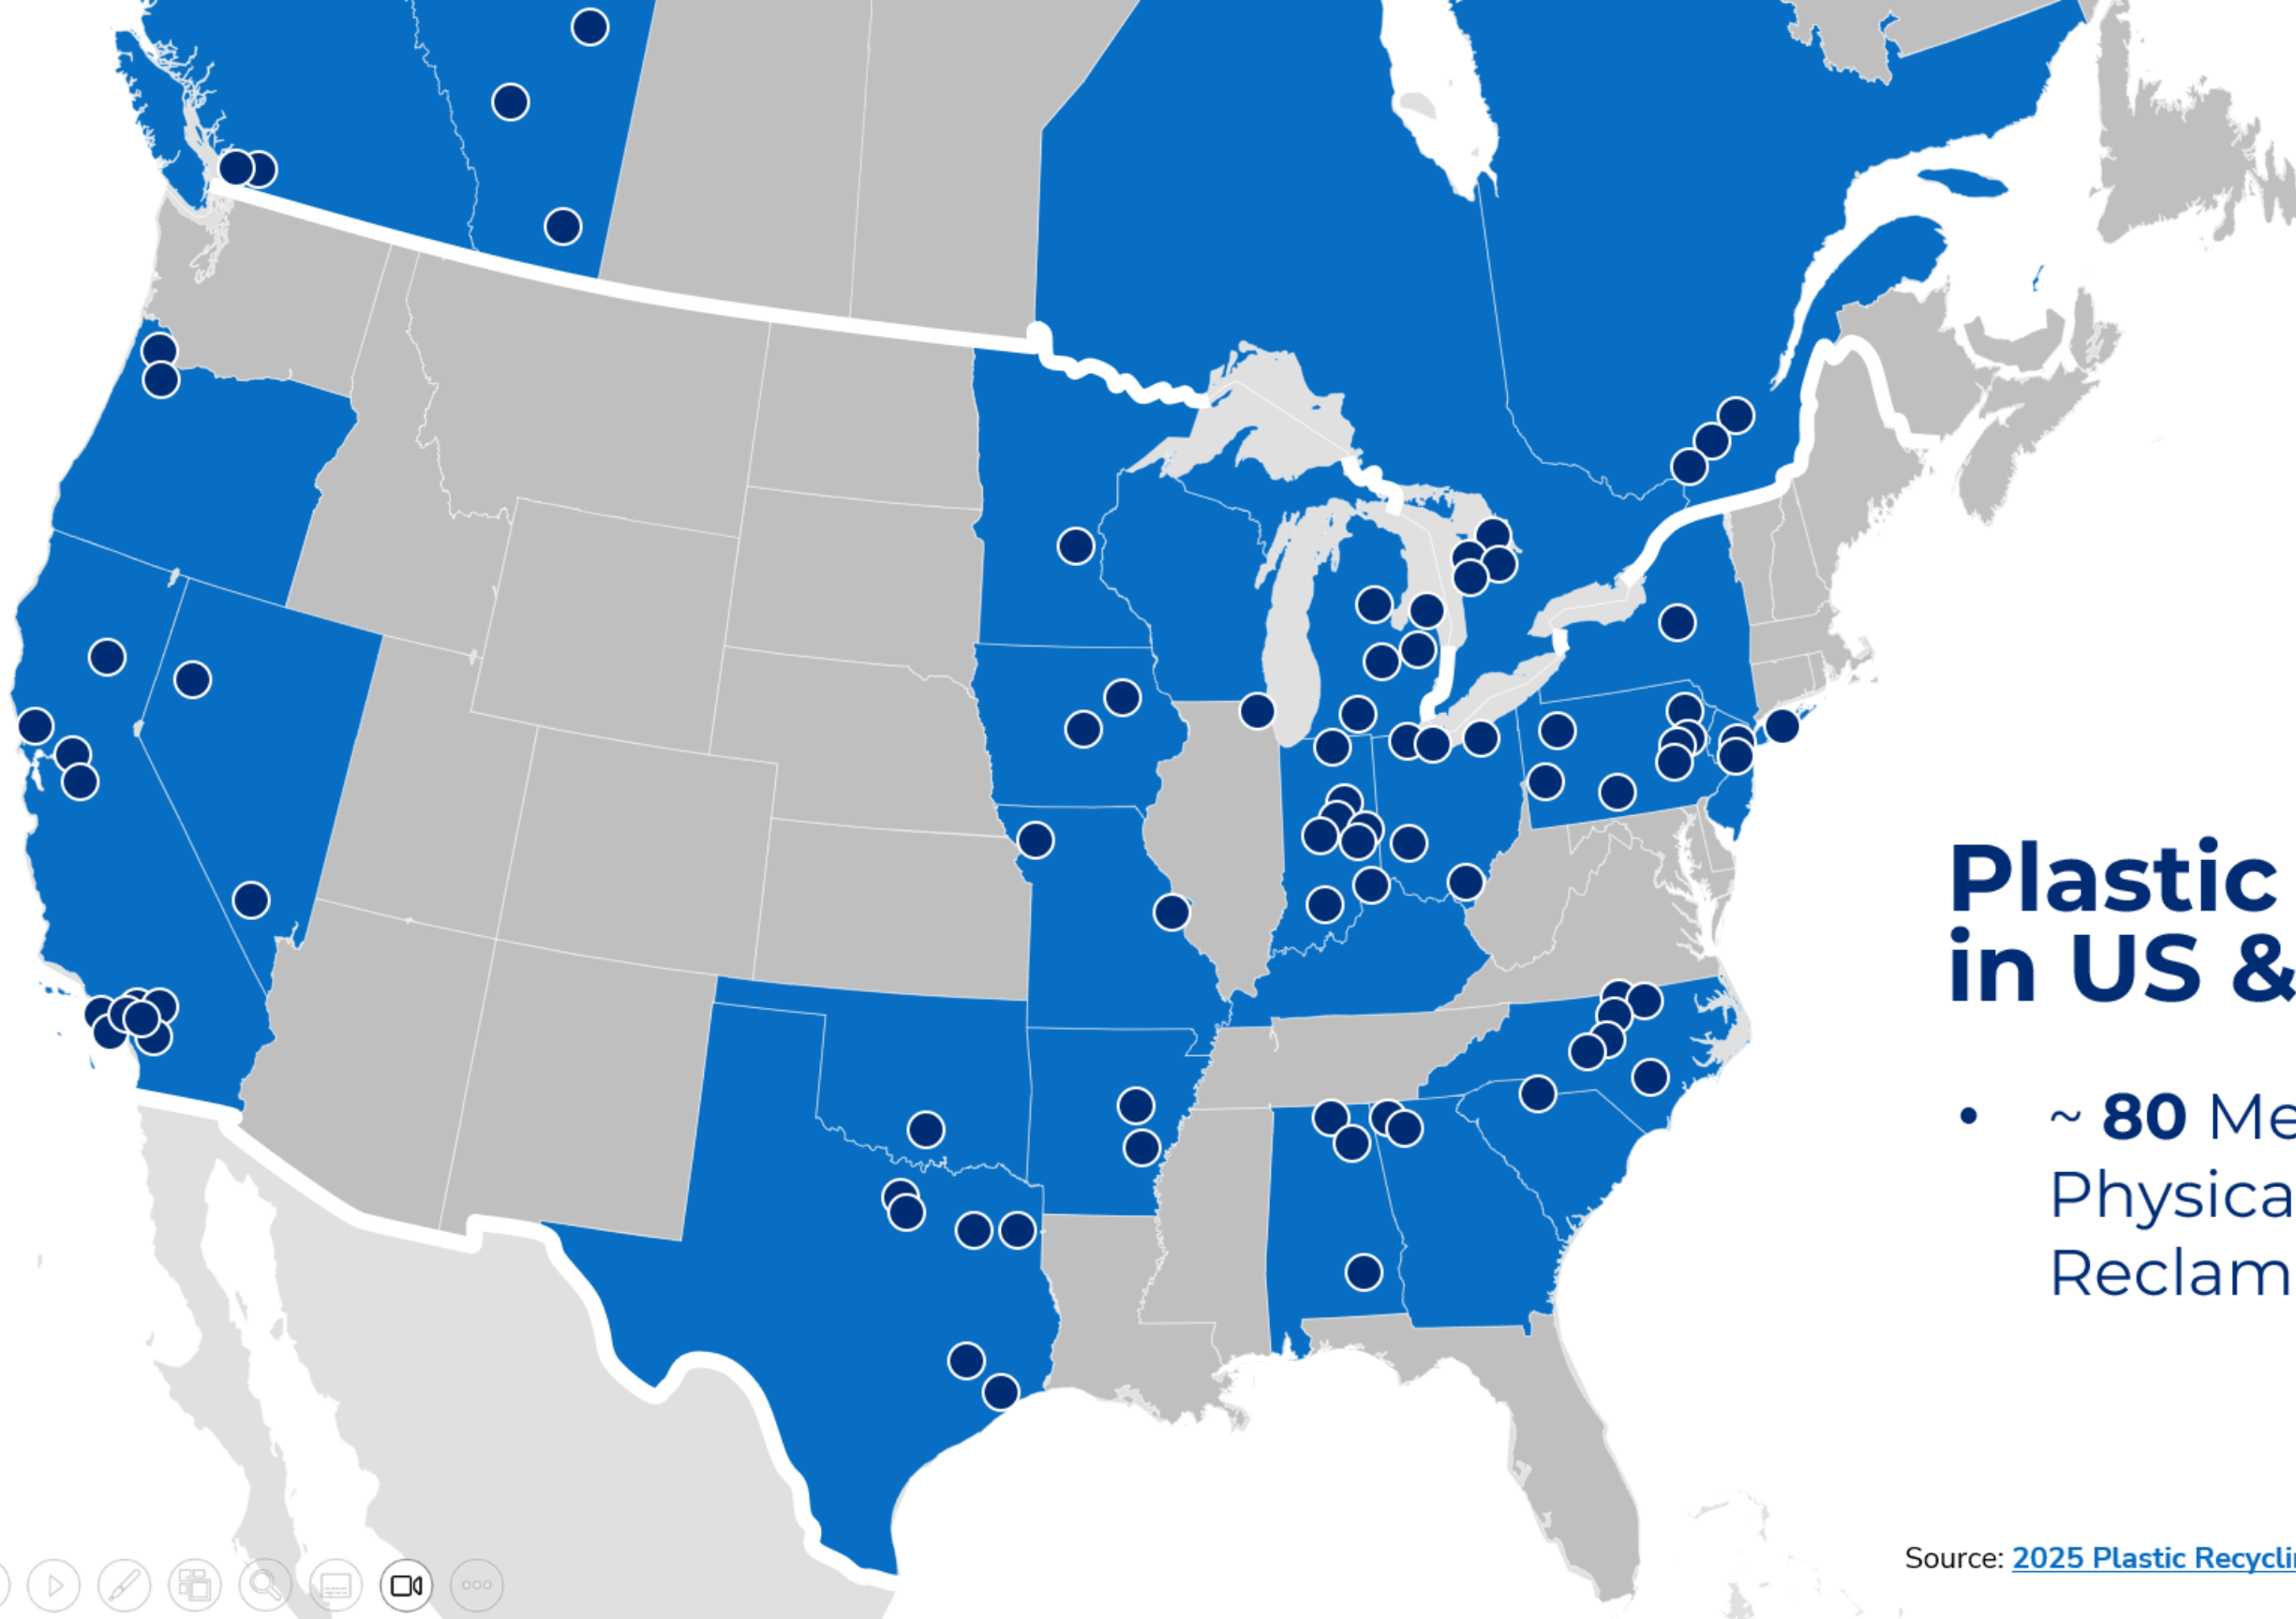 Plastic
in US &
• ~ 80 Me
Physica
Reclam
Source: 2025 Plastic Recycli